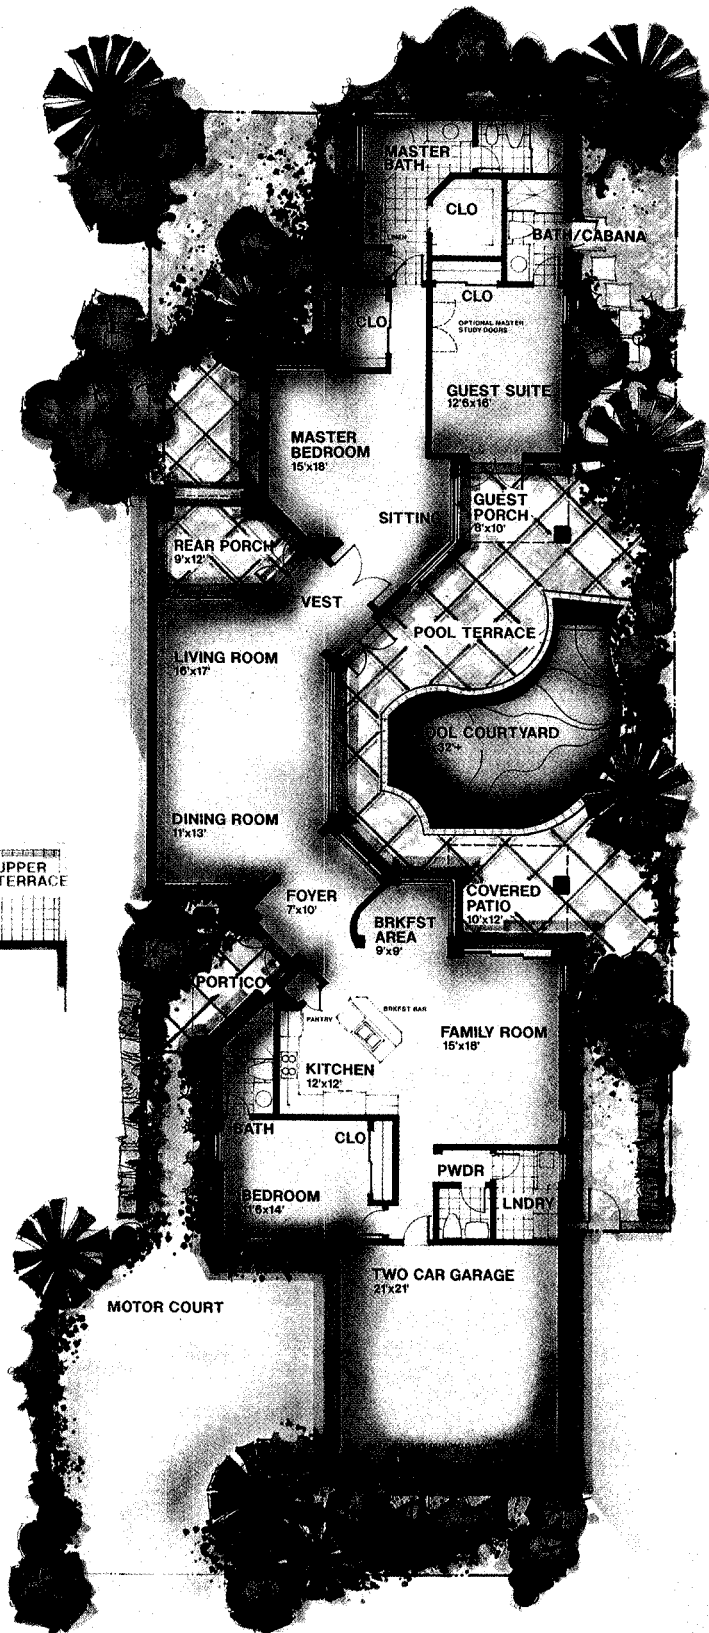 MASTER
BATH
CLO
BATH/CABANA
LINEN
CLO
CLO
OPTIONAL MASTER
STUDY DOORS
GUEST SUITE
12'6x16'
MASTER
BEDROOM
15'x18'
SITTING
GUEST
PORCH
8'x10'
REAR PORCH
9'x12'
VEST
POOL TERRACE
LIVING ROOM
16'x17'
COURTYARD
32'+
DINING ROOM
11'x13'
UPPER
TERRACE
FOYER
7'x10'
COVERED
PATIO
10'x12'
BRKFST
AREA
9'x9'
PORTICO
PANTRY
BRKFST BAR
FAMILY ROOM
15'x18'
KITCHEN
12'x12'
BATH
CLO
PWDR
BEDROOM
LNDRY
TWO CAR GARAGE
21'x21'
MOTOR COURT